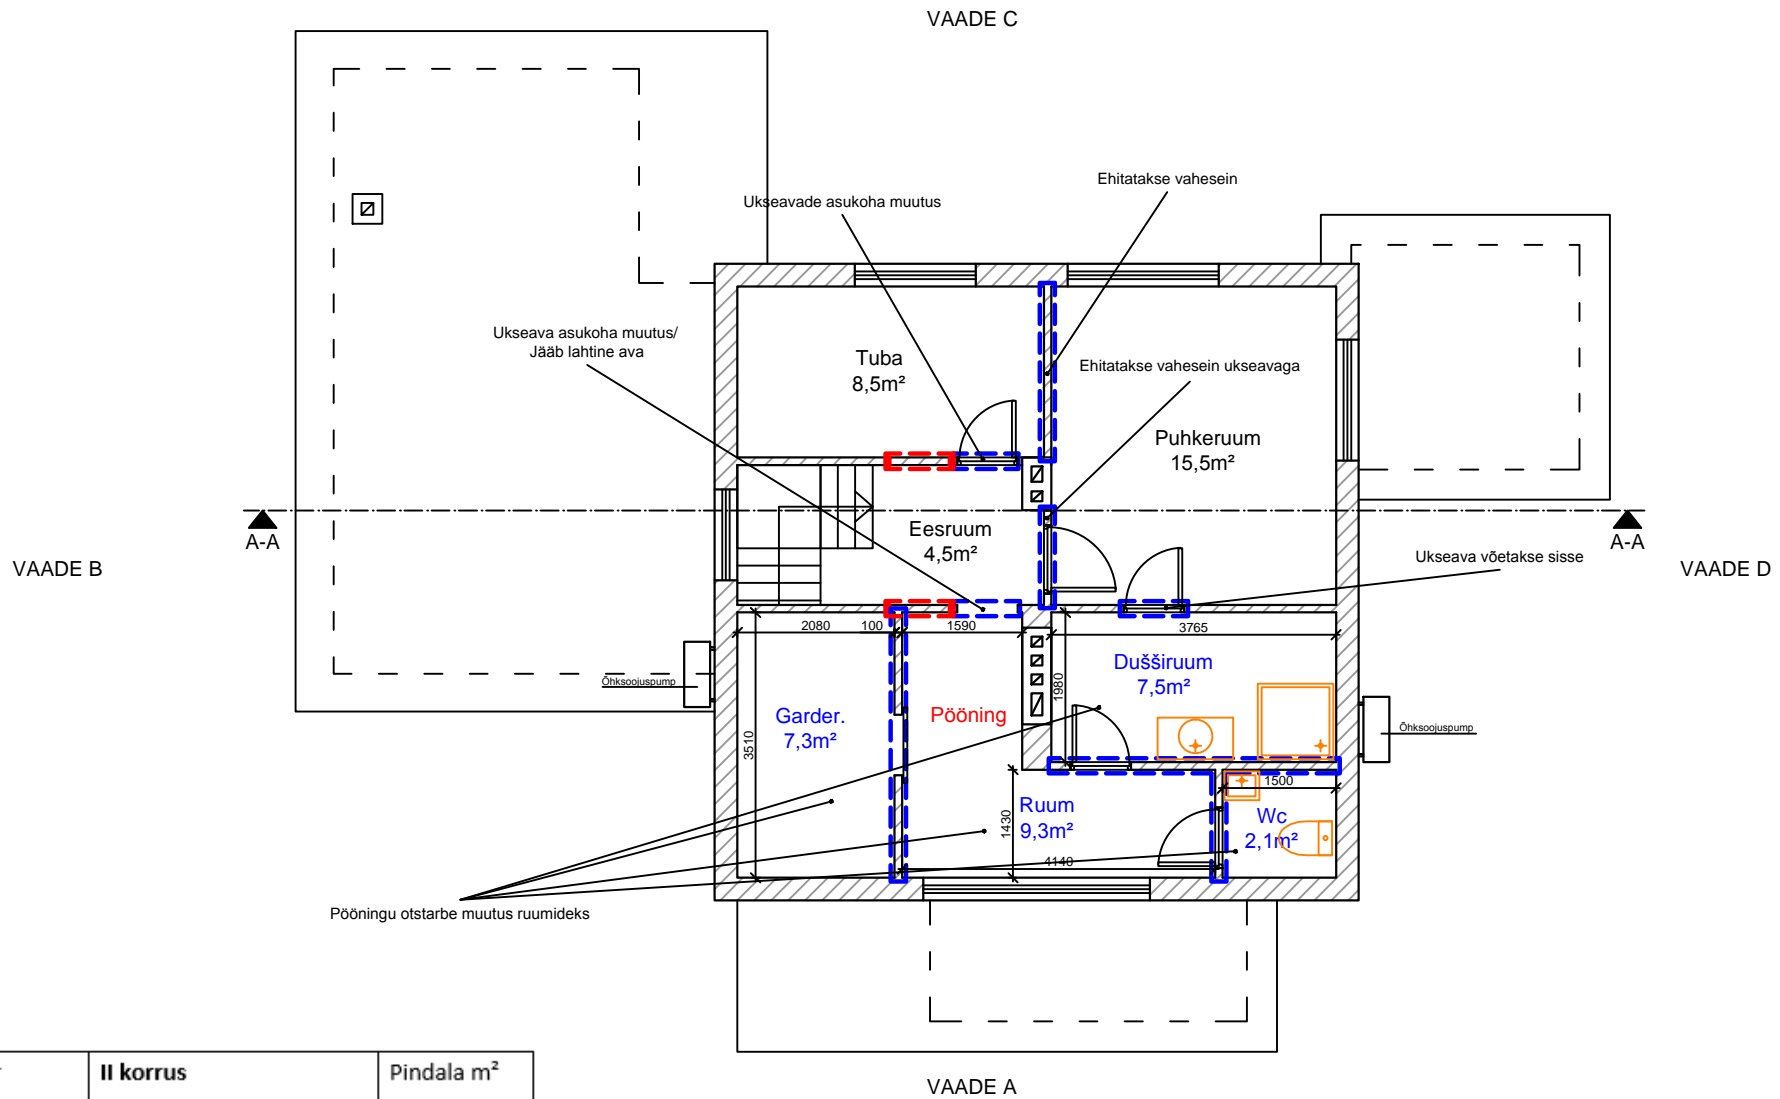 VAADE C
Ehitatakse vahesein
Ukseavade asukoha muutus
Ukseava asukoha muutus/
Jääb lahtine ava
Tuba
8,5m²
Ehitatakse vahesein ukseavaga
Puhkeruum
15,5m²
Eesruum
4,5m²
A-A
A-A
Ukseava võetakse sisse
VAADE B
VAADE D
2080
100
1590
3765
Dušširuum
7,5m²
1980
Õhksoojuspump
Garder.
7,3m²
Pööning
Õhksoojuspump
3510
1500
Ruum
9,3m²
1430
Wc
2,1m²
4140
Pööningu otstarbe muutus ruumideks
II korrus
Pindala m²
VAADE A